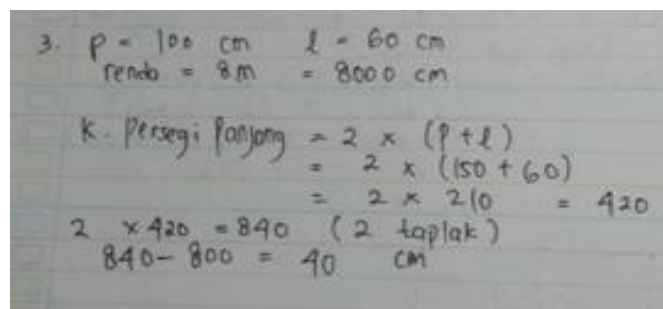 3. p = 100 cm l = 60 cm
renda = 8m = 8000 cm
K. Persegi Panjang = 2 x (p + l)
= 2 x (150 + 60)
= 2 x 210 = 420
2 x 420 = 840 (2 taplak)
840 - 800 = 40 cm